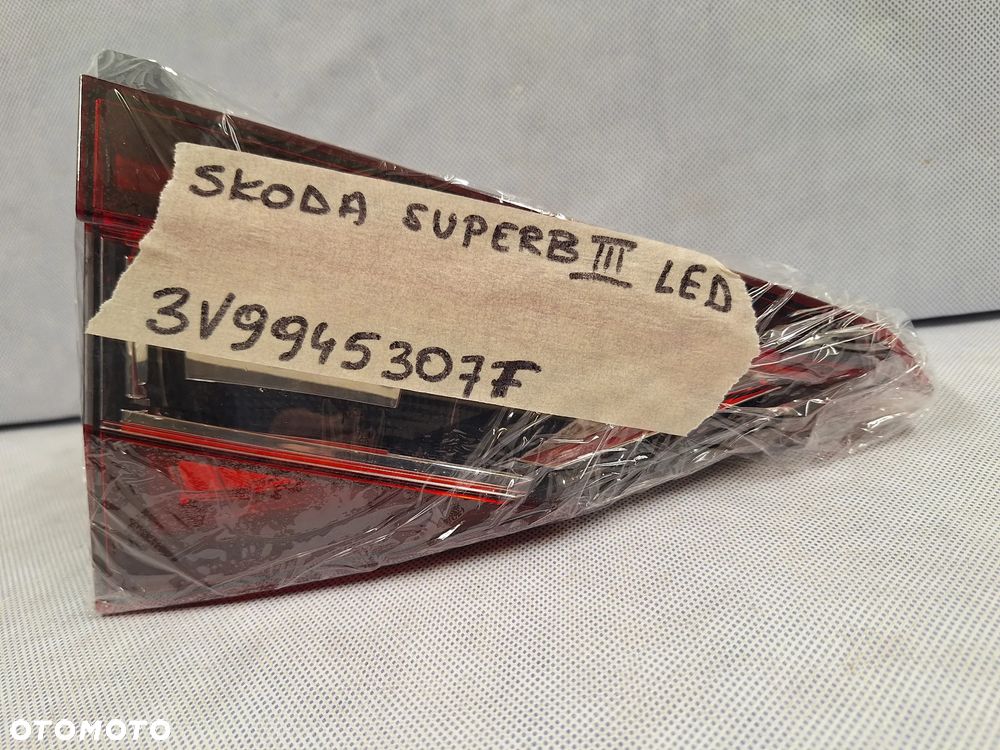 SKODA SUPERB III LED
3V9945307F
OTOMOTO